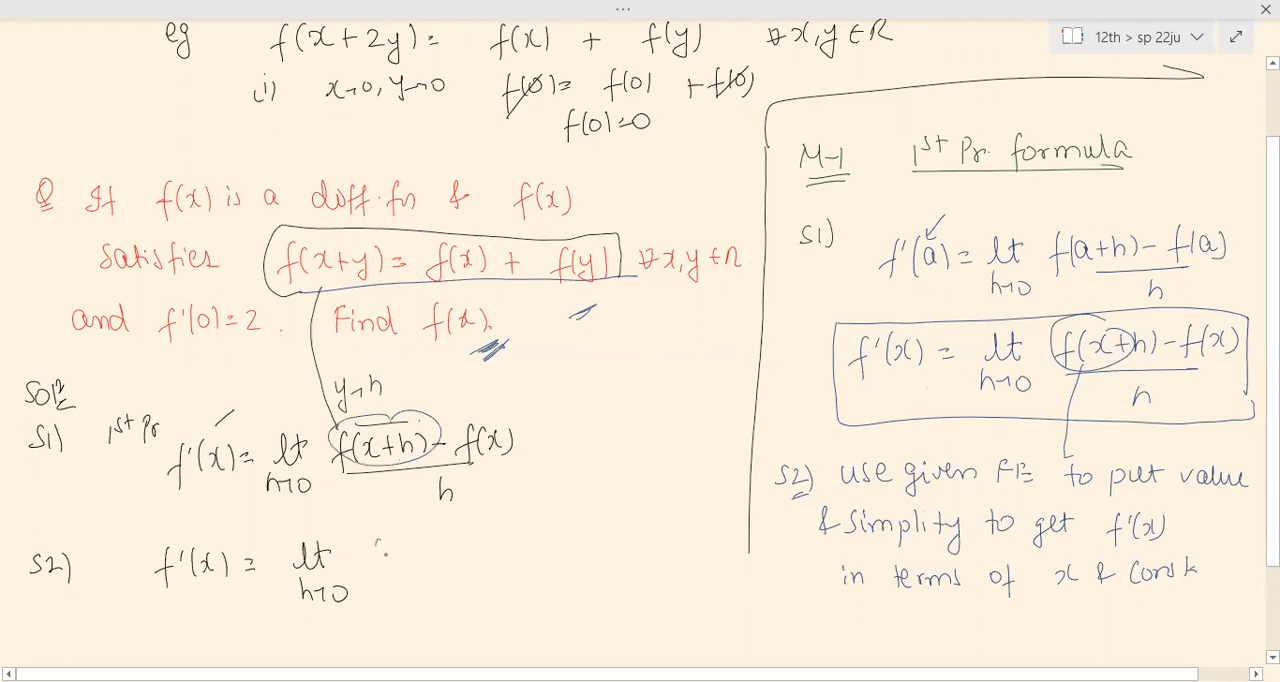 12th > sp 22ju
eg f(x+2y) = f(x) + f(y) ∀x,y∈R
(i) x→0, y→0 f(0) = f(0) + f(0)
f(0)=0
Q If f(x) is a diff. fn & f(x)
satisfies f(x+y) = f(x) + f(y) ∀x,y∈R
and f'(0)=2. Find f(x).
Soln
y→h
S1) 1st Pr f'(x) = lt h→0 f(x+h) - f(x) / h
S2) f'(x) = lt h→0
M-1 1st Pr. formula
S1) f'(a) = lt h→0 f(a+h) - f(a) / h
f'(x) = lt h→0 f(x+h) - f(x) / h
S2) use given FE to put value
& simplity to get f'(x)
in terms of x & const